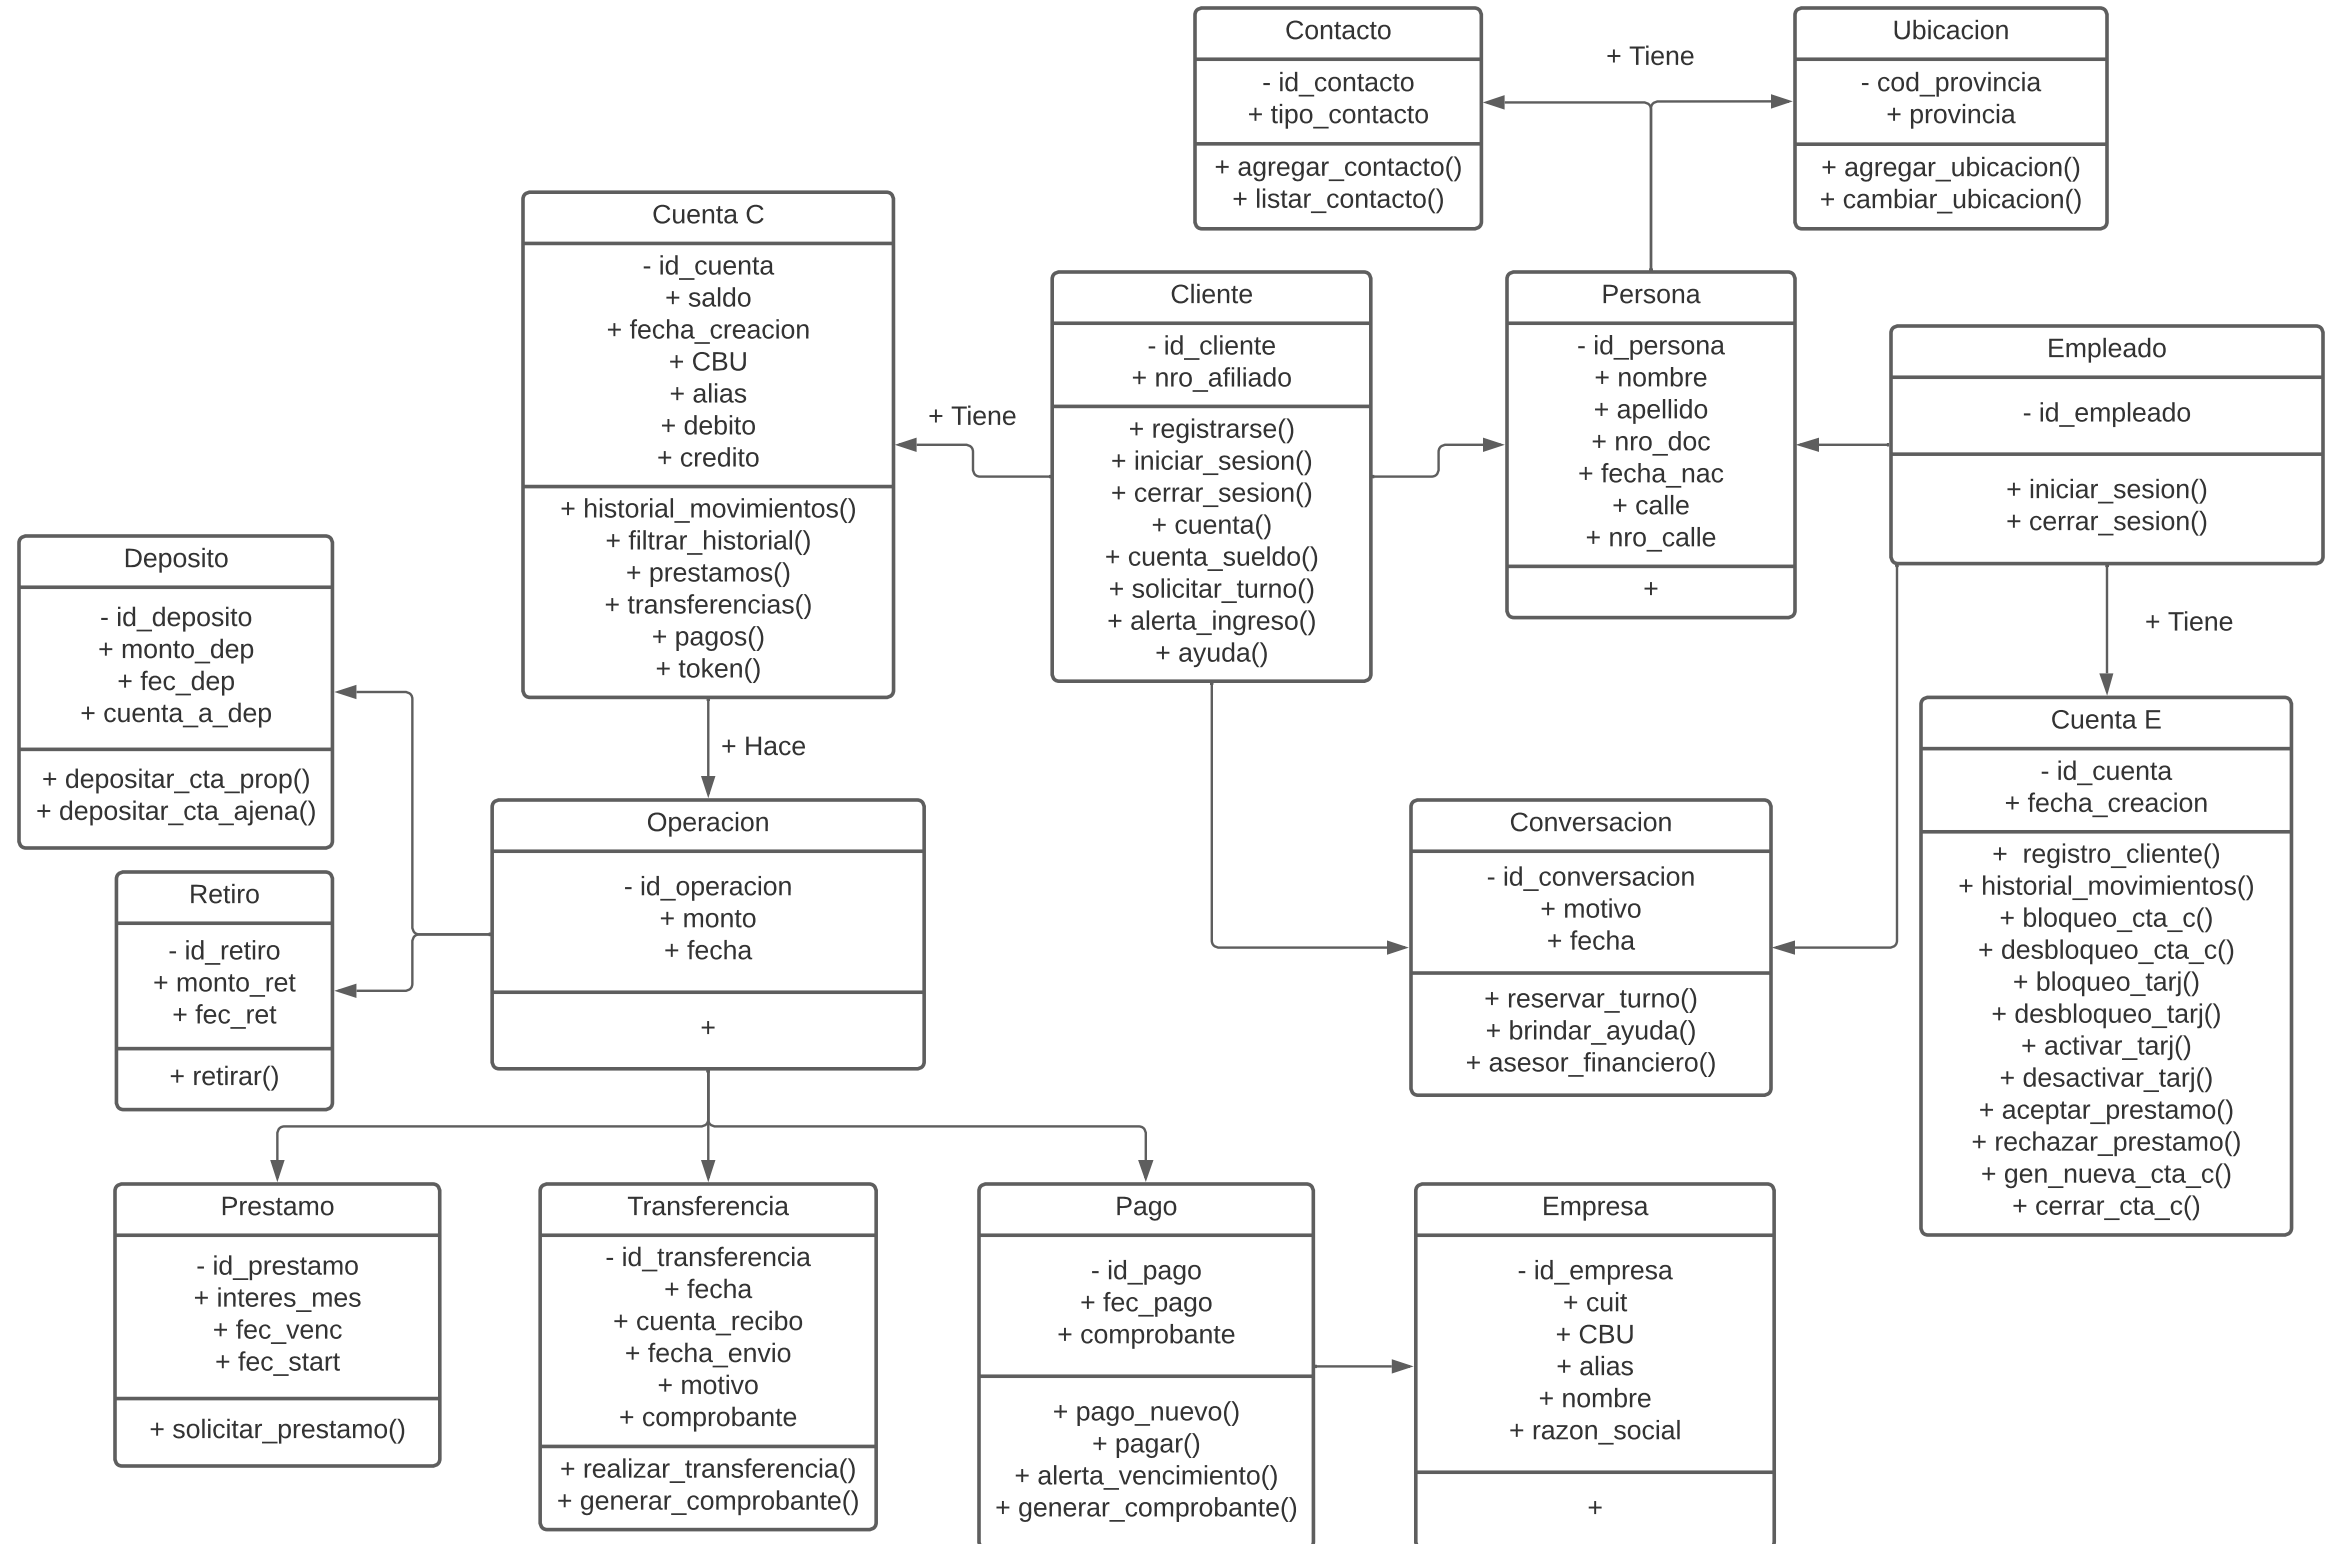 Contacto
- id_contacto
+ tipo_contacto
+ agregar_contacto()
+ listar_contacto()
+ Tiene
Ubicacion
- cod_provincia
+ provincia
+ agregar_ubicacion()
+ cambiar_ubicacion()
Cuenta C
- id_cuenta
+ saldo
+ fecha_creacion
+ CBU
+ alias
+ debito
+ credito
+ historial_movimientos()
+ filtrar_historial()
+ prestamos()
+ transferencias()
+ pagos()
+ token()
+ Tiene
Cliente
- id_cliente
+ nro_afiliado
+ registrarse()
+ iniciar_sesion()
+ cerrar_sesion()
+ cuenta()
+ cuenta_sueldo()
+ solicitar_turno()
+ alerta_ingreso()
+ ayuda()
Persona
- id_persona
+ nombre
+ apellido
+ nro_doc
+ fecha_nac
+ calle
+ nro_calle
+
Empleado
- id_empleado
+ iniciar_sesion()
+ cerrar_sesion()
+ Tiene
Deposito
- id_deposito
+ monto_dep
+ fec_dep
+ cuenta_a_dep
+ depositar_cta_prop()
+ depositar_cta_ajena()
+ Hace
Retiro
- id_retiro
+ monto_ret
+ fec_ret
+ retirar()
Operacion
- id_operacion
+ monto
+ fecha
+
Conversacion
- id_conversacion
+ motivo
+ fecha
+ reservar_turno()
+ brindar_ayuda()
+ asesor_financiero()
Cuenta E
- id_cuenta
+ fecha_creacion
+  registro_cliente()
+ historial_movimientos()
+ bloqueo_cta_c()
+ desbloqueo_cta_c()
+ bloqueo_tarj()
+ desbloqueo_tarj()
+ activar_tarj()
+ desactivar_tarj()
+ aceptar_prestamo()
+ rechazar_prestamo()
+ gen_nueva_cta_c()
+ cerrar_cta_c()
Prestamo
- id_prestamo
+ interes_mes
+ fec_venc
+ fec_start
+ solicitar_prestamo()
Transferencia
- id_transferencia
+ fecha
+ cuenta_recibo
+ fecha_envio
+ motivo
+ comprobante
+ realizar_transferencia()
+ generar_comprobante()
Pago
- id_pago
+ fec_pago
+ comprobante
+ pago_nuevo()
+ pagar()
+ alerta_vencimiento()
+ generar_comprobante()
Empresa
- id_empresa
+ cuit
+ CBU
+ alias
+ nombre
+ razon_social
+